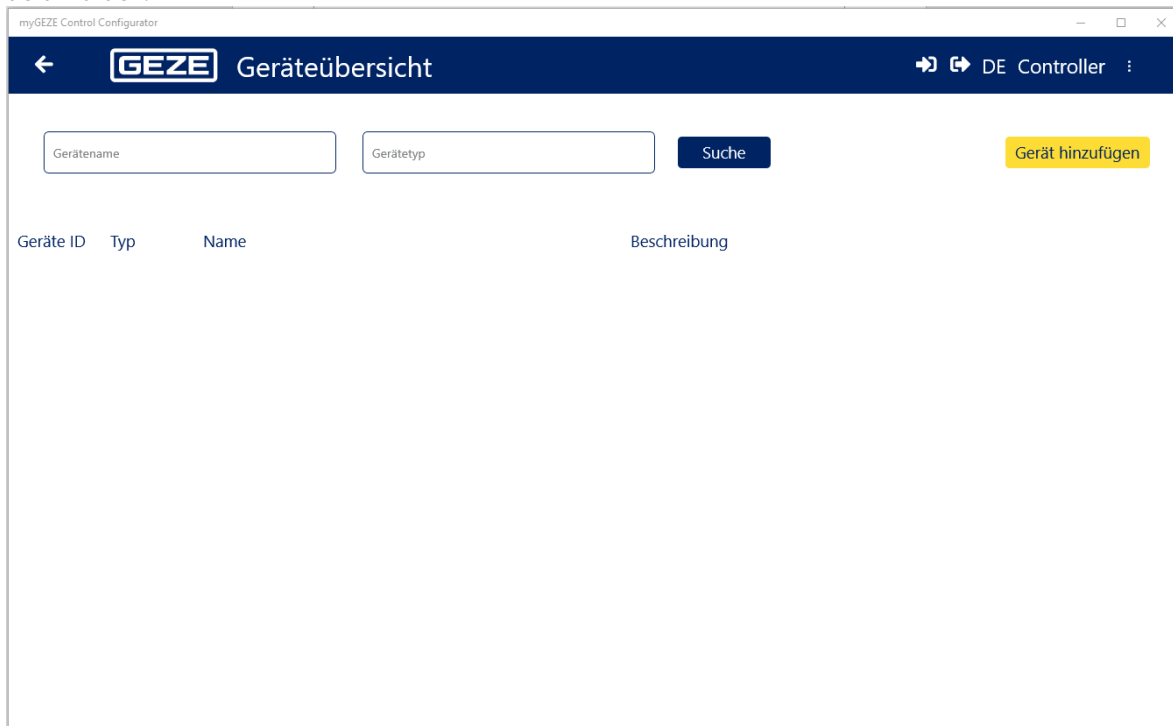 myGEZE Control Configurator
GEZE Geräteübersicht DE Controller
Gerätename Gerätetyp Suche Gerät hinzufügen
Geräte ID Typ Name Beschreibung